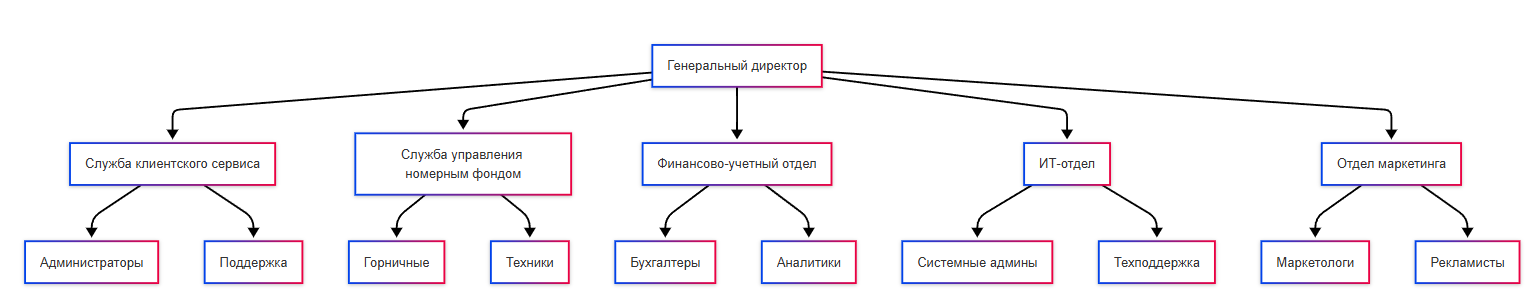 Генеральный директор
Служба клиентского сервиса
Служба управления
номерным фондом
Финансово-учетный отдел
ИТ-отдел
Отдел маркетинга
Администраторы
Поддержка
Горничные
Техники
Бухгалтеры
Аналитики
Системные админы
Техподдержка
Маркетологи
Рекламисты